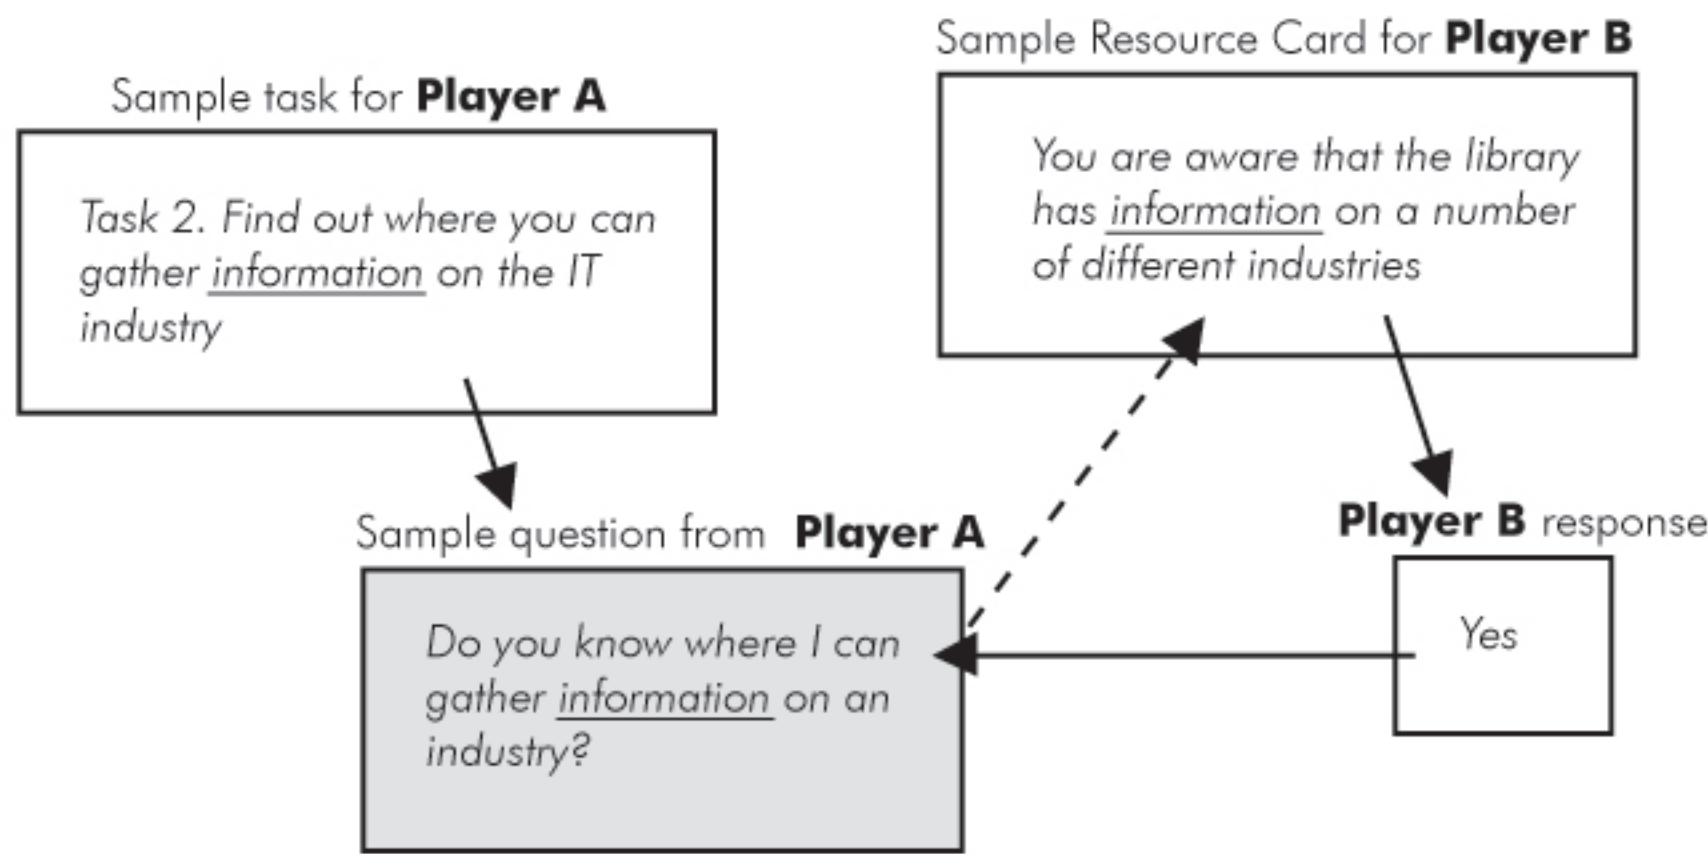 Sample task for Player A
Task 2. Find out where you can
gather information on the IT
industry
Sample Resource Card for Player B
You are aware that the library
has information on a number
of different industries
Sample question from Player A
Do you know where I can
gather information on an
industry?
Player B response
Yes